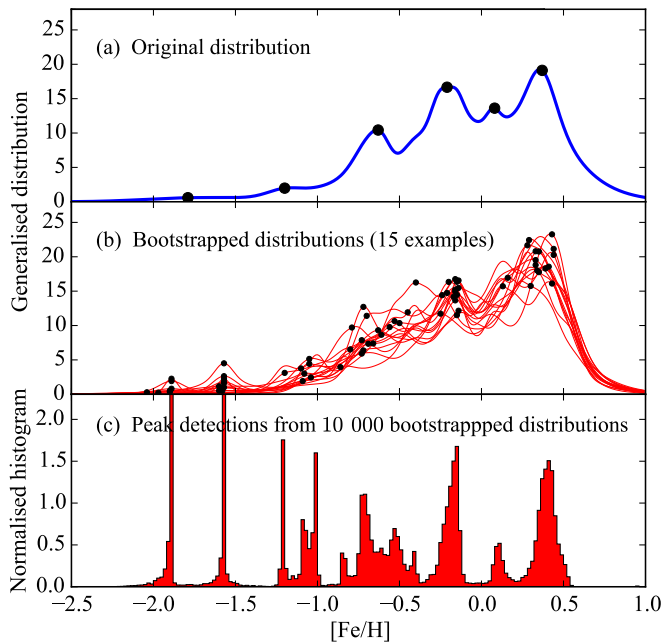 25
(a) Original distribution
20
15
10
5
0
Generalised distribution
25
(b) Bootstrapped distributions (15 examples)
20
15
10
5
0
Normalised histogram
(c) Peak detections from 10 000 bootstrappped distributions
2.0
1.5
1.0
0.5
0.0
−2.5 −2.0 −1.5 −1.0 −0.5 0.0 0.5 1.0
[Fe/H]